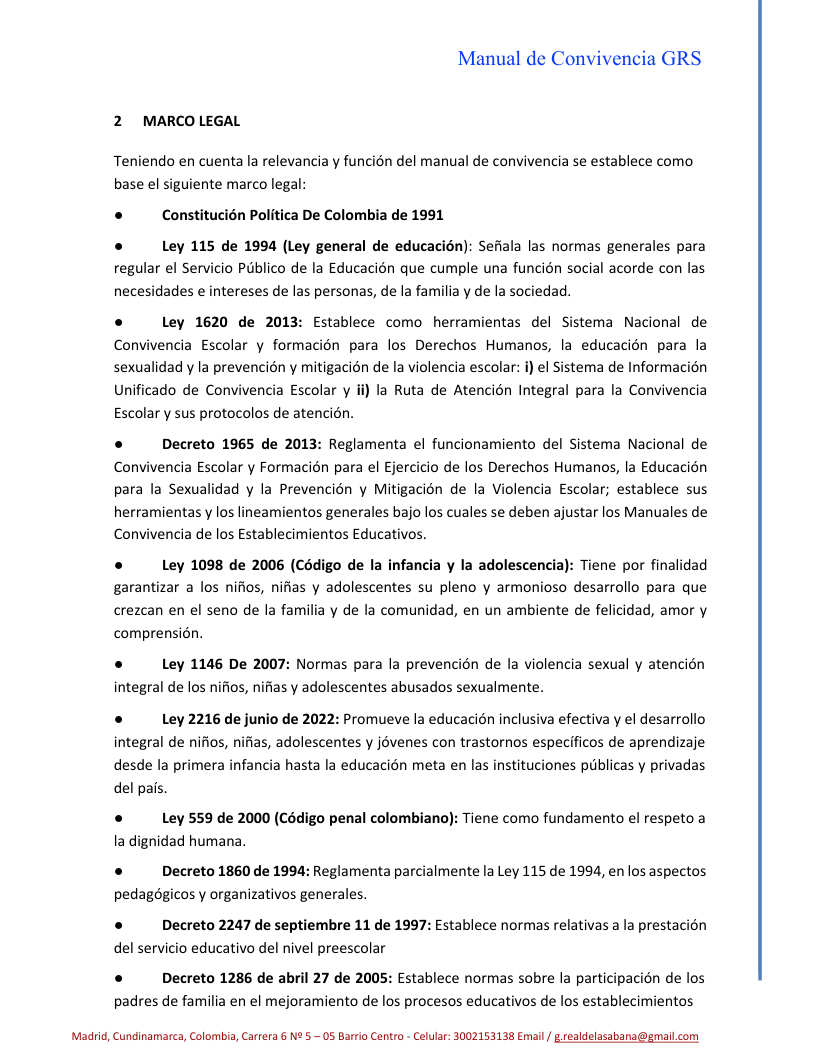 Manual de Convivencia GRS
2 MARCO LEGAL
Teniendo en cuenta la relevancia y función del manual de convivencia se establece como
base el siguiente marco legal:
● Constitución Política De Colombia de 1991
● Ley 115 de 1994 (Ley general de educación): Señala las normas generales para
regular el Servicio Público de la Educación que cumple una función social acorde con las
necesidades e intereses de las personas, de la familia y de la sociedad.
● Ley 1620 de 2013: Establece como herramientas del Sistema Nacional de
Convivencia Escolar y formación para los Derechos Humanos, la educación para la
sexualidad y la prevención y mitigación de la violencia escolar: i) el Sistema de Información
Unificado de Convivencia Escolar y ii) la Ruta de Atención Integral para la Convivencia
Escolar y sus protocolos de atención.
● Decreto 1965 de 2013: Reglamenta el funcionamiento del Sistema Nacional de
Convivencia Escolar y Formación para el Ejercicio de los Derechos Humanos, la Educación
para la Sexualidad y la Prevención y Mitigación de la Violencia Escolar; establece sus
herramientas y los lineamientos generales bajo los cuales se deben ajustar los Manuales de
Convivencia de los Establecimientos Educativos.
● Ley 1098 de 2006 (Código de la infancia y la adolescencia): Tiene por finalidad
garantizar a los niños, niñas y adolescentes su pleno y armonioso desarrollo para que
crezcan en el seno de la familia y de la comunidad, en un ambiente de felicidad, amor y
comprensión.
● Ley 1146 De 2007: Normas para la prevención de la violencia sexual y atención
integral de los niños, niñas y adolescentes abusados sexualmente.
● Ley 2216 de junio de 2022: Promueve la educación inclusiva efectiva y el desarrollo
integral de niños, niñas, adolescentes y jóvenes con trastornos específicos de aprendizaje
desde la primera infancia hasta la educación meta en las instituciones públicas y privadas
del país.
● Ley 559 de 2000 (Código penal colombiano): Tiene como fundamento el respeto a
la dignidad humana.
● Decreto 1860 de 1994: Reglamenta parcialmente la Ley 115 de 1994, en los aspectos
pedagógicos y organizativos generales.
● Decreto 2247 de septiembre 11 de 1997: Establece normas relativas a la prestación
del servicio educativo del nivel preescolar
● Decreto 1286 de abril 27 de 2005: Establece normas sobre la participación de los
padres de familia en el mejoramiento de los procesos educativos de los establecimientos
Madrid, Cundinamarca, Colombia, Carrera 6 Nº 5 – 05 Barrio Centro - Celular: 3002153138 Email / g.realdelasabana@gmail.com